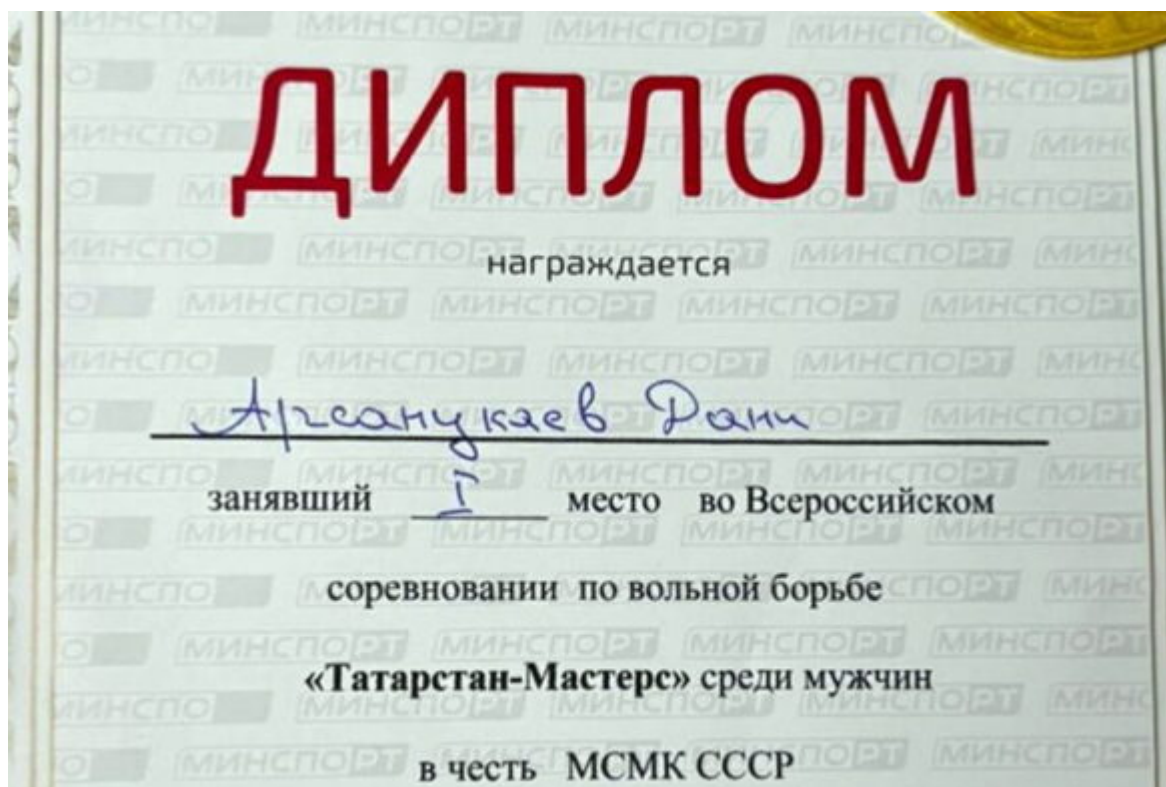 ДИПЛОМ
награждается
Арсанукаев Дани
занявший I место во Всероссийском
соревновании по вольной борьбе
«Татарстан-Мастерс» среди мужчин
в честь МСМК СССР